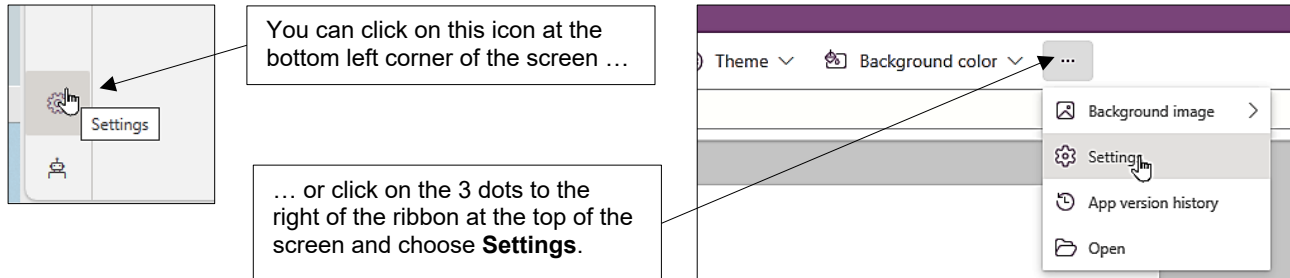 You can click on this icon at the
bottom left corner of the screen …
Settings
… or click on the 3 dots to the
right of the ribbon at the top of the
screen and choose Settings.
Theme
Background color
...
Background image
Settings
App version history
Open